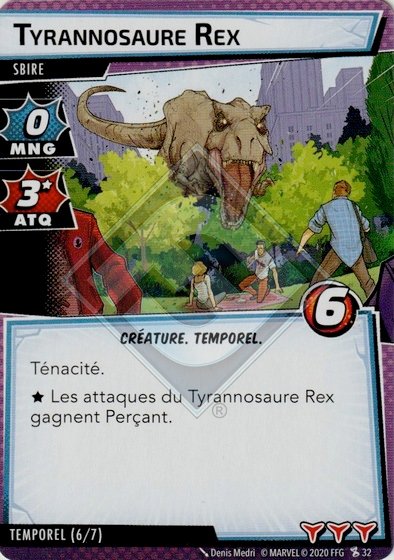 TYRANNOSAURE REX
SBIRE
0
MNG
3★
ATQ
6
CRÉATURE. TEMPOREL.
Ténacité.
★ Les attaques du Tyrannosaure Rex
gagnent Perçant.
®
TEMPOREL (6/7)
Denis Medri © MARVEL © 2020 FFG 32